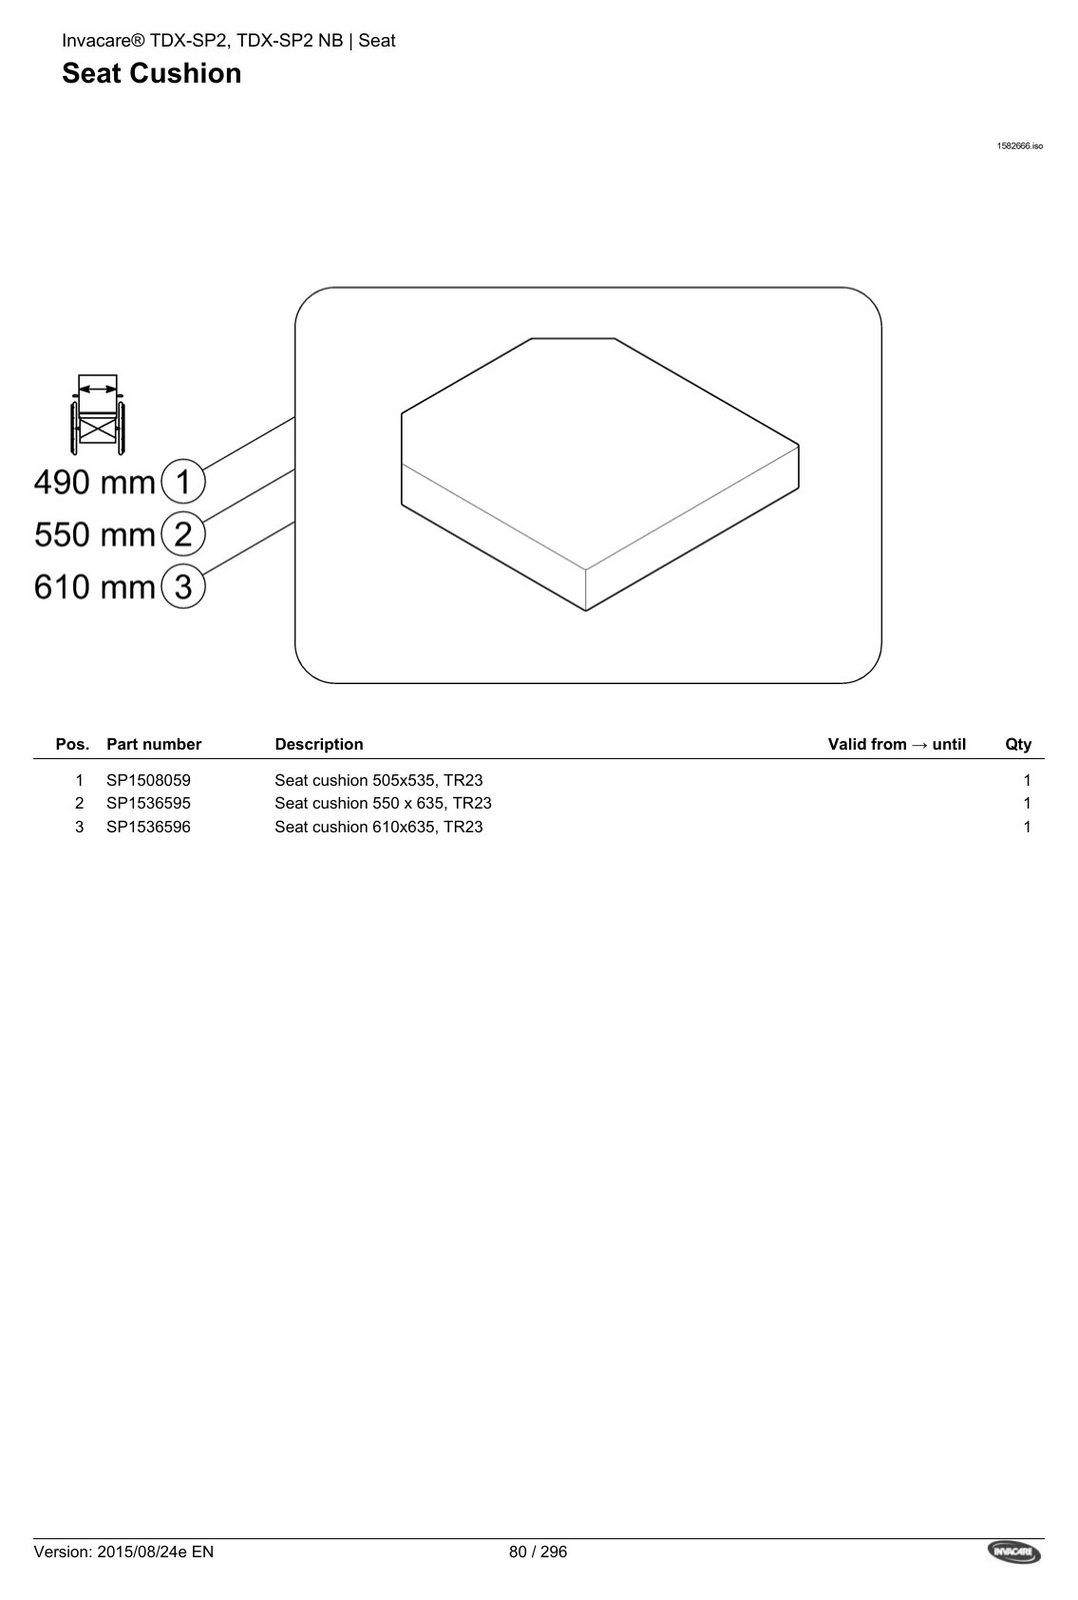 Invacare® TDX-SP2, TDX-SP2 NB | Seat
Seat Cushion
1582666.iso
490 mm 1
550 mm 2
610 mm 3
Pos. Part number Description Valid from → until Qty
1 SP1508059 Seat cushion 505x535, TR23 1
2 SP1536595 Seat cushion 550 x 635, TR23 1
3 SP1536596 Seat cushion 610x635, TR23 1
Version: 2015/08/24e EN 80 / 296 INVACARE